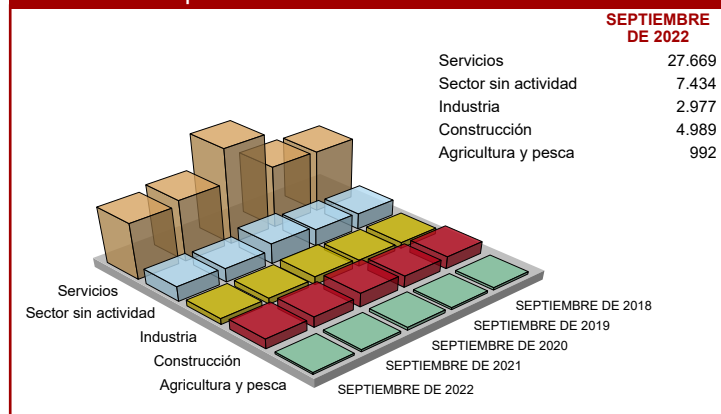 SEPTIEMBRE
DE 2022
Servicios 27.669
Sector sin actividad 7.434
Industria 2.977
Construcción 4.989
Agricultura y pesca 992
Servicios
Sector sin actividad
Industria
Construcción
Agricultura y pesca
SEPTIEMBRE DE 2018
SEPTIEMBRE DE 2019
SEPTIEMBRE DE 2020
SEPTIEMBRE DE 2021
SEPTIEMBRE DE 2022